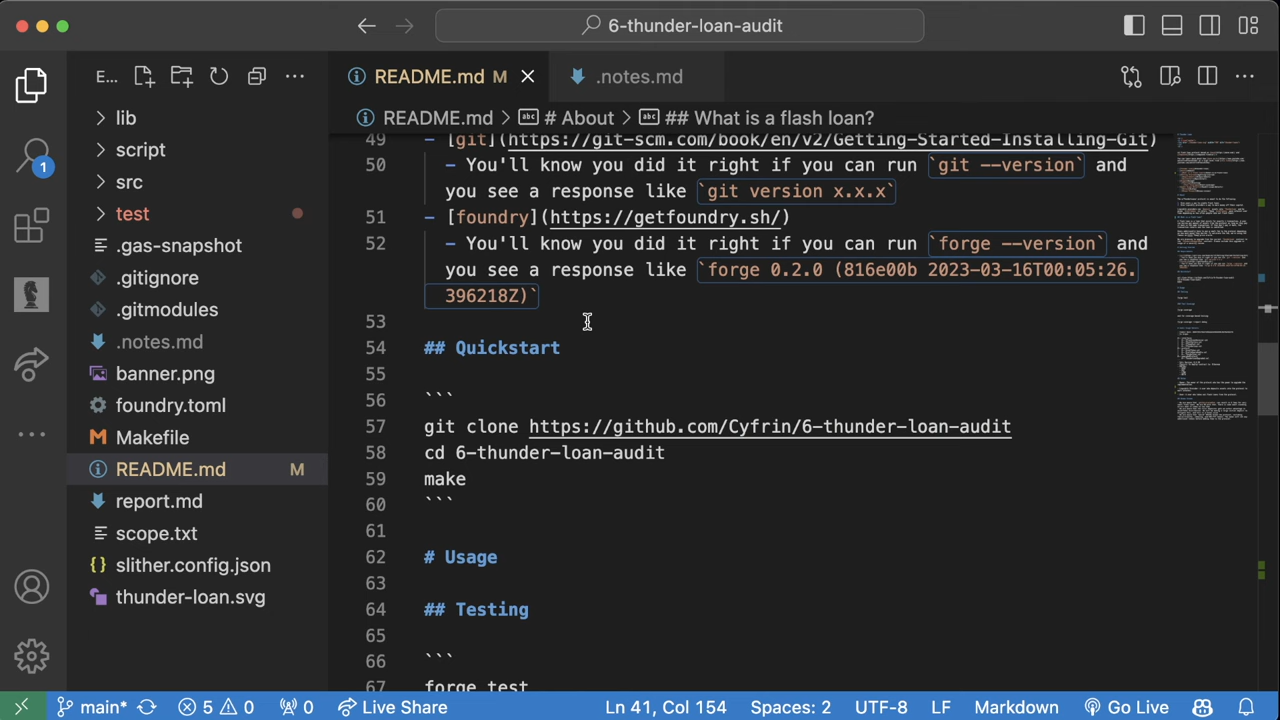 6-thunder-loan-audit
E...
README.md M
.notes.md
README.md > # About > ## What is a flash loan?
1
lib
script
src
test
.gas-snapshot
.gitignore
.gitmodules
.notes.md
banner.png
foundry.toml
Makefile
README.md M
report.md
scope.txt
slither.config.json
thunder-loan.svg
49 - [git](https://git-scm.com/book/en/v2/Getting-Started-Installing-Git)
50 - You'll know you did it right if you can run `git --version` and
you see a response like `git version x.x.x`
51 - [foundry](https://getfoundry.sh/)
52 - You'll know you did it right if you can run `forge --version` and
you see a response like `forge 0.2.0 (816e00b 2023-03-16T00:05:26.
396218Z)`
53
54 ## Quickstart
55
56 ```
57 git clone https://github.com/Cyfrin/6-thunder-loan-audit
58 cd 6-thunder-loan-audit
59 make
60 ```
61
62 # Usage
63
64 ## Testing
65
66 ```
67 forge test
main* 5 0 0 Live Share Ln 41, Col 154 Spaces: 2 UTF-8 LF Markdown Go Live